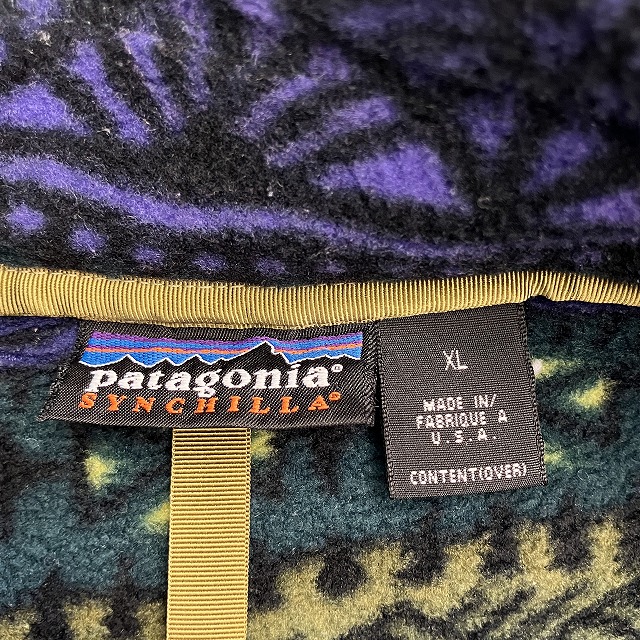 patagonia®
SYNCHILLA®
XL
MADE IN/
FABRIQUE A
U.S.A.
CONTENT(OVER)